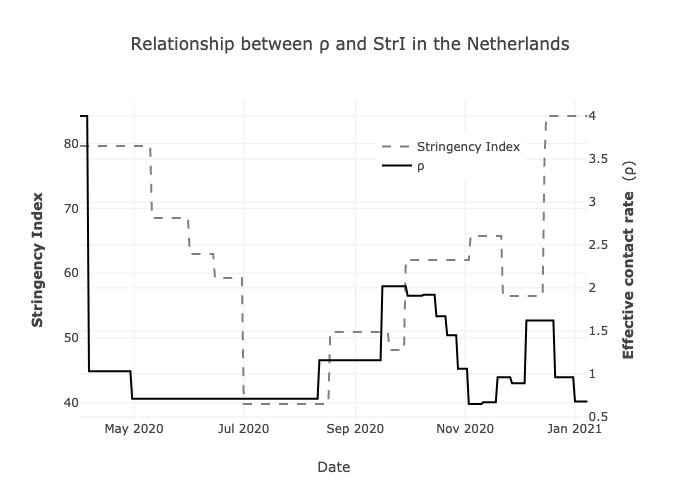 Relationship between ρ and StrI in the Netherlands
Stringency Index
ρ
80
70
60
50
40
Stringency Index
4
3.5
3
2.5
2
1.5
1
0.5
Effective contact rate (ρ)
May 2020
Jul 2020
Sep 2020
Nov 2020
Jan 2021
Date